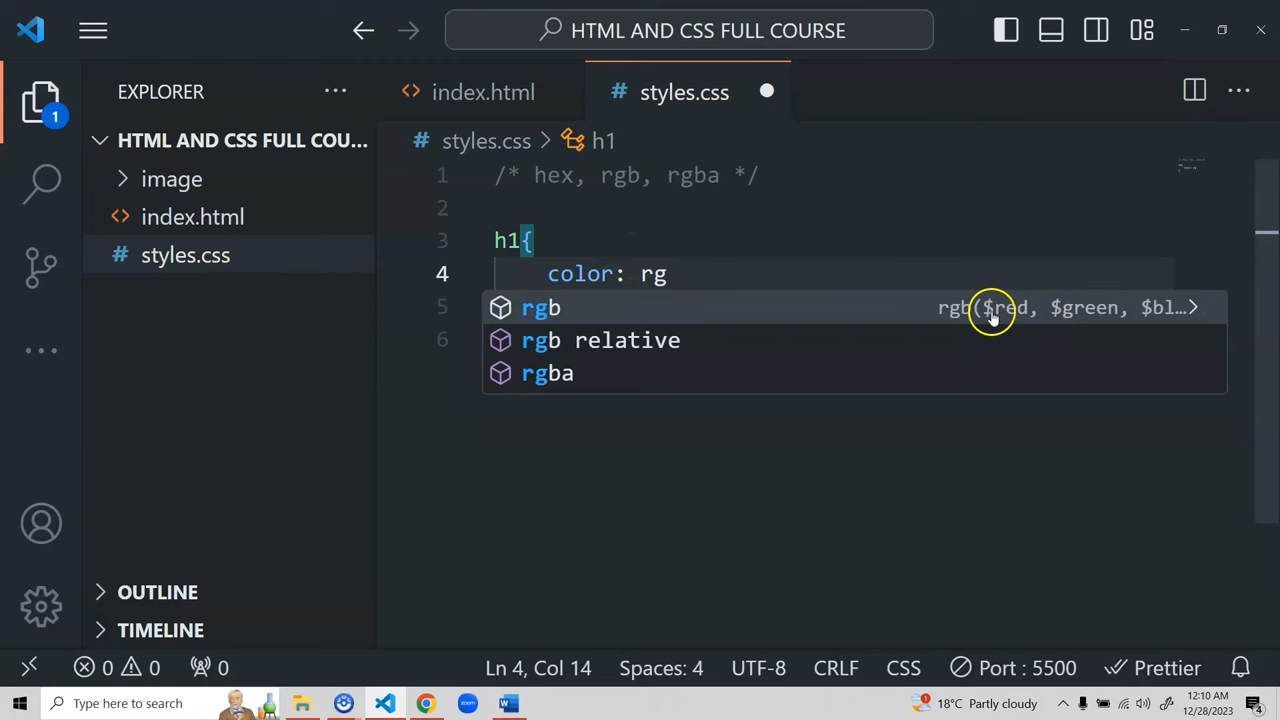 HTML AND CSS FULL COURSE
EXPLORER
index.html
styles.css
HTML AND CSS FULL COU...
styles.css > h1
image
index.html
styles.css
1 /* hex, rgb, rgba */
2
3 h1{
4 color: rg
5
6
rgb rgb($red, $green, $bl...
rgb relative
rgba
1
OUTLINE
TIMELINE
0 0 0
Ln 4, Col 14 Spaces: 4 UTF-8 CRLF CSS Port : 5500 Prettier
Type here to search
1 18°C Partly cloudy
12:10 AM
12/28/2023
4